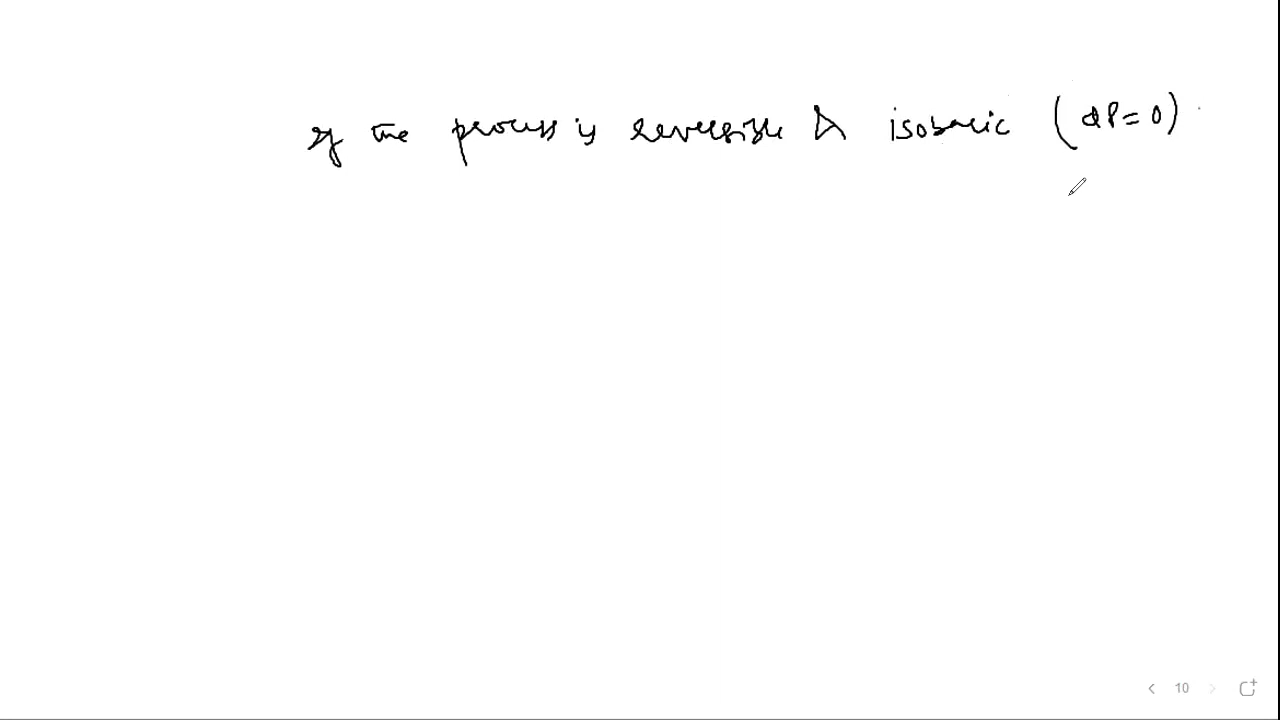 If the process is reversible & isobaric (dP=0)
10